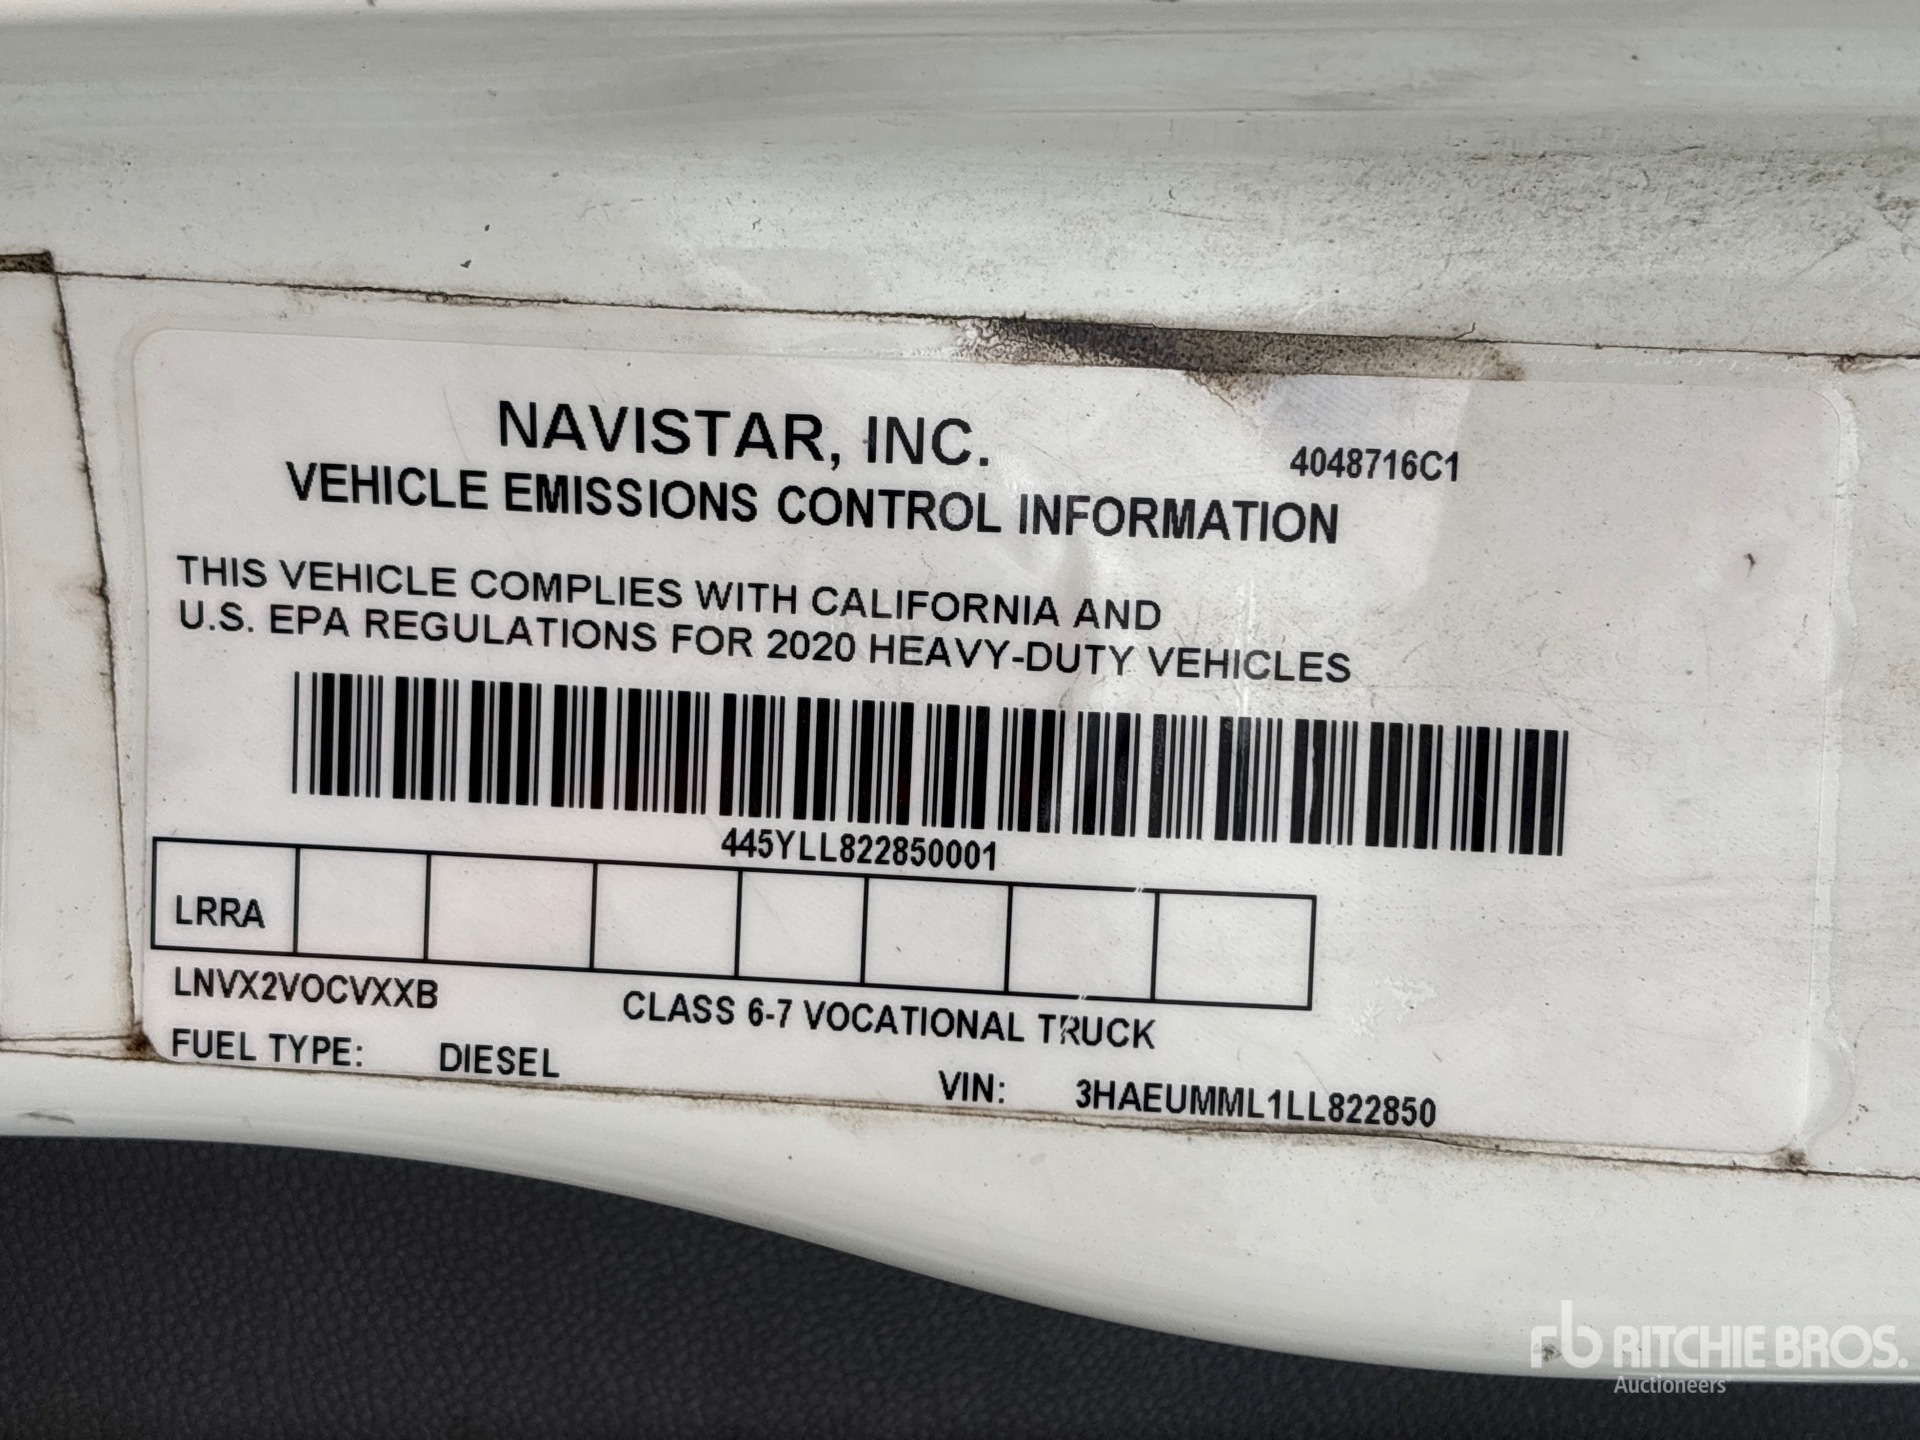 NAVISTAR, INC.
4048716C1
VEHICLE EMISSIONS CONTROL INFORMATION
THIS VEHICLE COMPLIES WITH CALIFORNIA AND
U.S. EPA REGULATIONS FOR 2020 HEAVY-DUTY VEHICLES
445YLL822850001
LRRA
LNVX2VOCVXXB
CLASS 6-7 VOCATIONAL TRUCK
FUEL TYPE: DIESEL
VIN: 3HAEUMML1LL822850
rb RITCHIE BROS.
Auctioneers